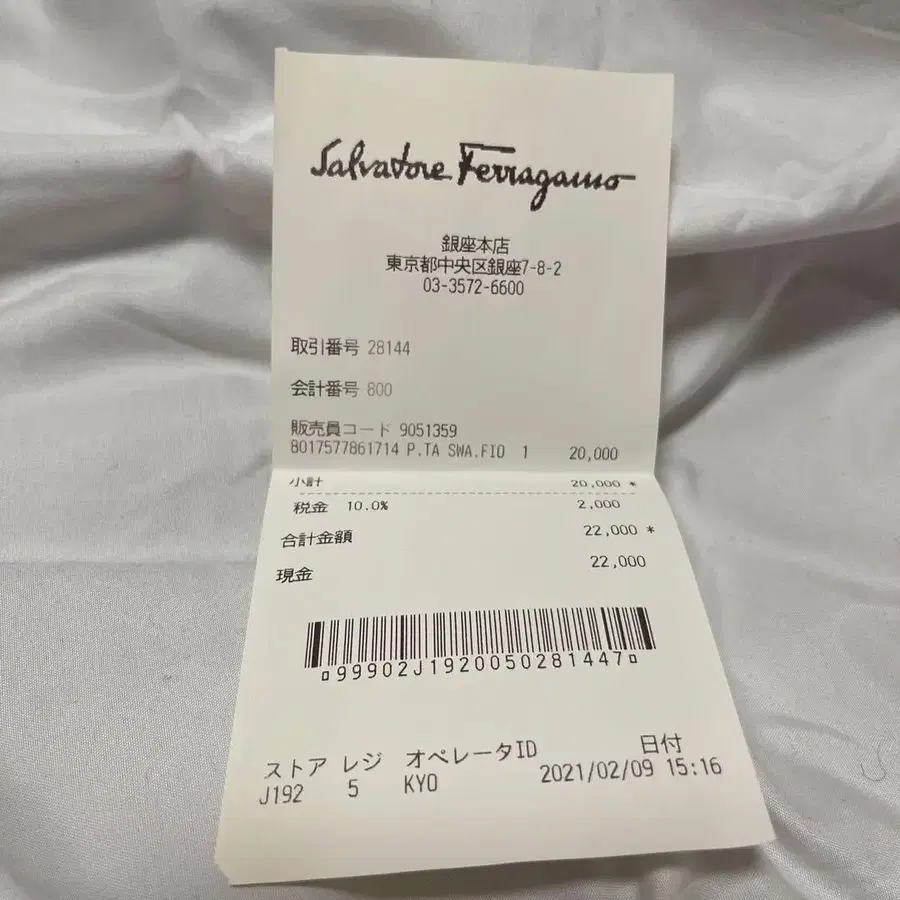 Salvatore Ferragamo
銀座本店
東京都中央区銀座7-8-2
03-3572-6600
取引番号 28144
会計番号 800
販売員コード 9051359
8017577861714 P.TA SWA.FIO 1 20,000
小計 20,000 *
税金 10.0% 2,000
合計金額 22,000 *
現金 22,000
¤99902J1920050281447¤
ストア レジ オペレータID 日付
J192 5 KYO 2021/02/09 15:16